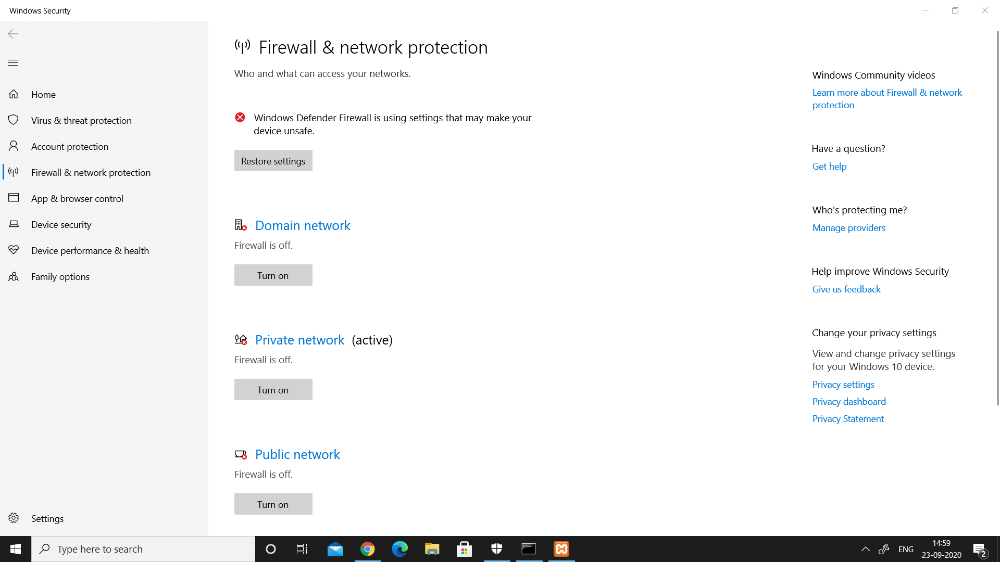 Windows Security
Home
Virus & threat protection
Account protection
Firewall & network protection
App & browser control
Device security
Device performance & health
Family options
Settings
Firewall & network protection
Who and what can access your networks.
Windows Defender Firewall is using settings that may make your
device unsafe.
Restore settings
Domain network
Firewall is off.
Turn on
Private network (active)
Firewall is off.
Turn on
Public network
Firewall is off.
Turn on
Windows Community videos
Learn more about Firewall & network
protection
Have a question?
Get help
Who's protecting me?
Manage providers
Help improve Windows Security
Give us feedback
Change your privacy settings
View and change privacy settings
for your Windows 10 device.
Privacy settings
Privacy dashboard
Privacy Statement
Type here to search
ENG
14:59
23-09-2020
2